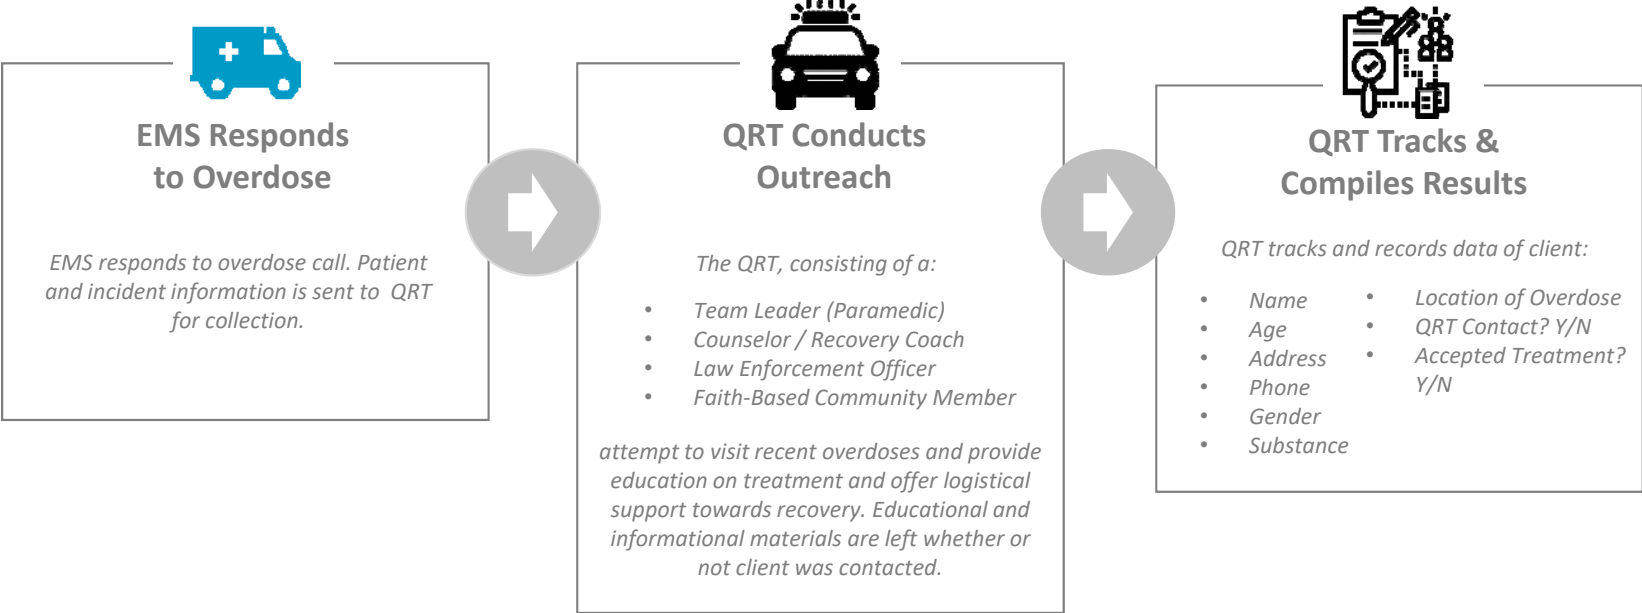 EMS Responds
to Overdose
EMS responds to overdose call. Patient
and incident information is sent to QRT
for collection.
QRT Conducts
Outreach
The QRT, consisting of a:
• Team Leader (Paramedic)
• Counselor / Recovery Coach
• Law Enforcement Officer
• Faith-Based Community Member
attempt to visit recent overdoses and provide
education on treatment and offer logistical
support towards recovery. Educational and
informational materials are left whether or
not client was contacted.
QRT Tracks &
Compiles Results
QRT tracks and records data of client:
• Name
• Age
• Address
• Phone
• Gender
• Substance
• Location of Overdose
• QRT Contact? Y/N
• Accepted Treatment?
Y/N